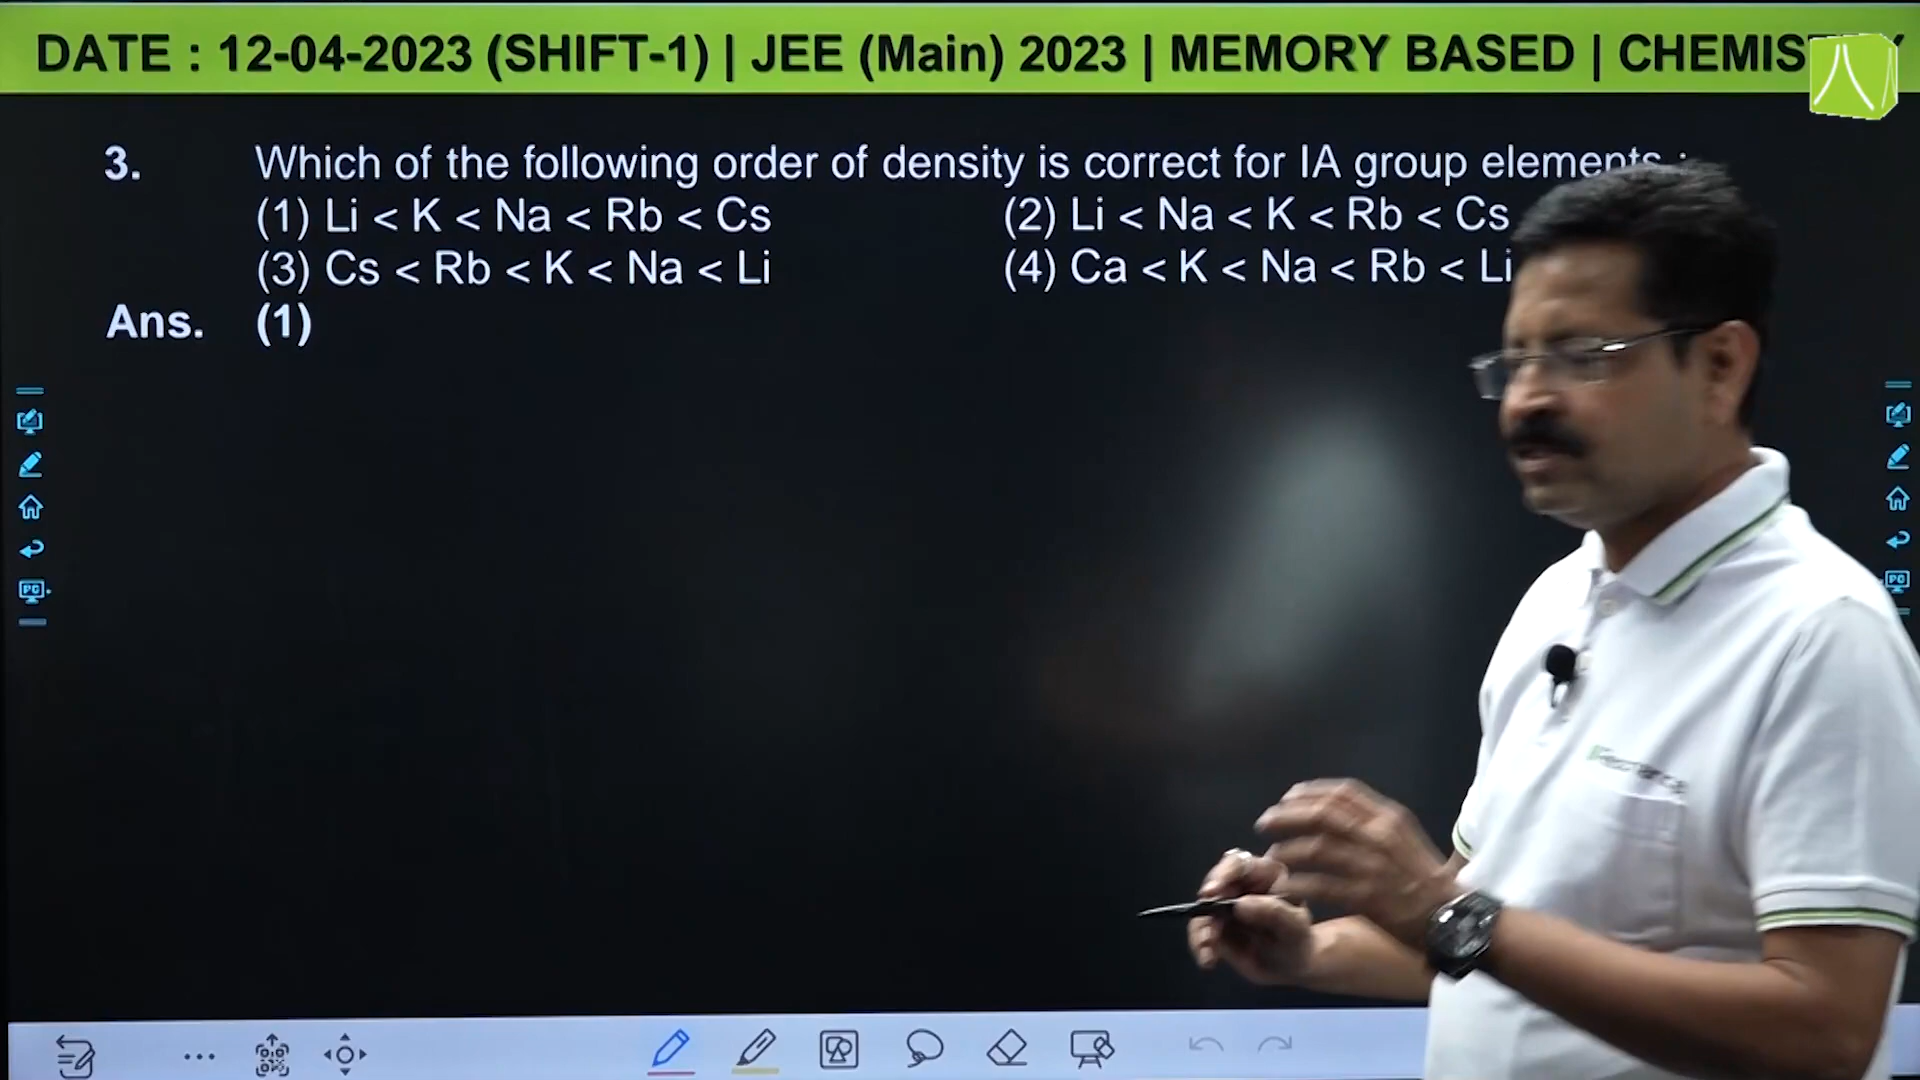 DATE : 12-04-2023 (SHIFT-1) | JEE (Main) 2023 | MEMORY BASED | CHEMIS
3. Which of the following order of density is correct for IA group elements :
(1) Li < K < Na < Rb < Cs (2) Li < Na < K < Rb < Cs
(3) Cs < Rb < K < Na < Li (4) Ca < K < Na < Rb < Li
Ans. (1)
PC
PC